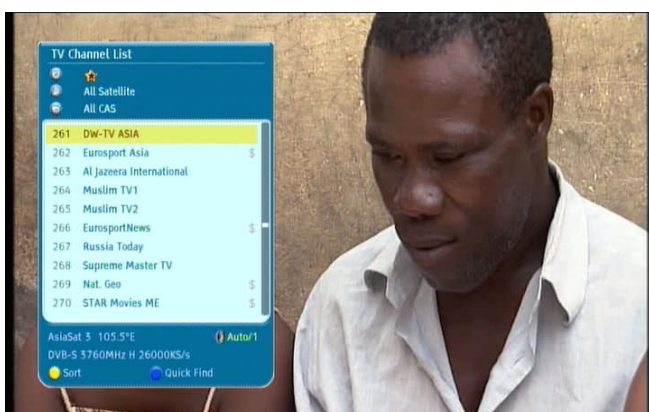 TV Channel List
All Satellite
All CAS
261 DW-TV ASIA
262 Eurosport Asia $
263 Al Jazeera International
264 Muslim TV1
265 Muslim TV2
266 EurosportNews $
267 Russia Today
268 Supreme Master TV
269 Nat. Geo $
270 STAR Movies ME $
AsiaSat 3 105.5°E Auto/1
DVB-S 3760MHz H 26000KS/s
Sort Quick Find